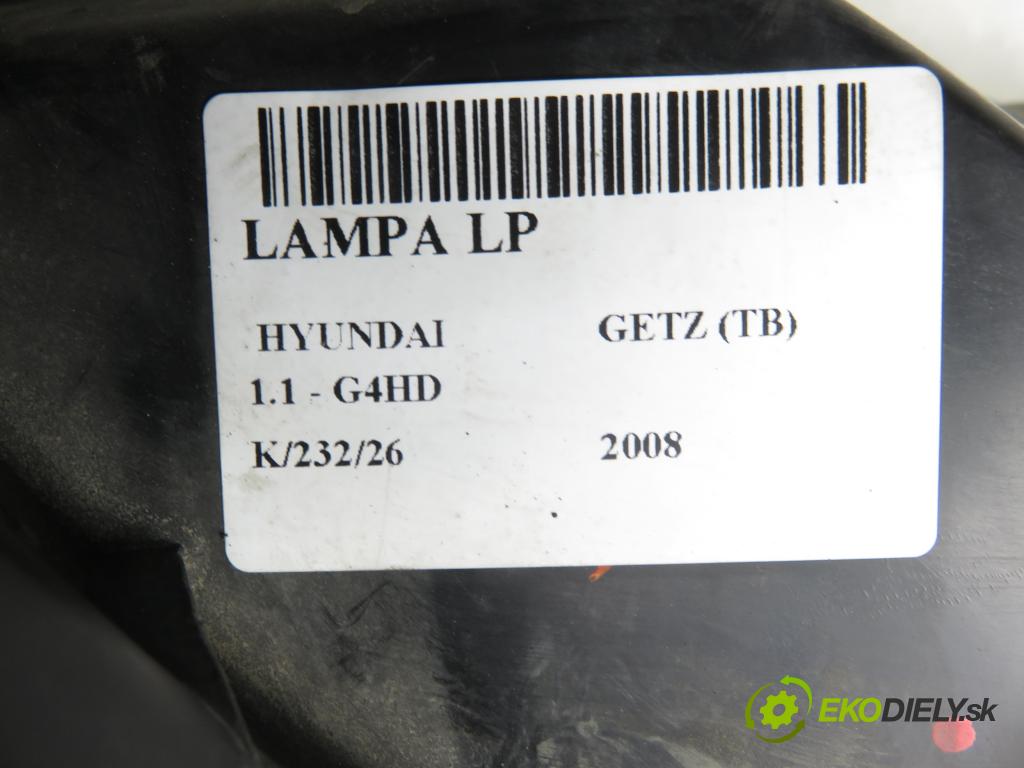 LAMPA LP
HYUNDAI GETZ (TB)
1.1 - G4HD
K/232/26 2008
EKODIELY.sk